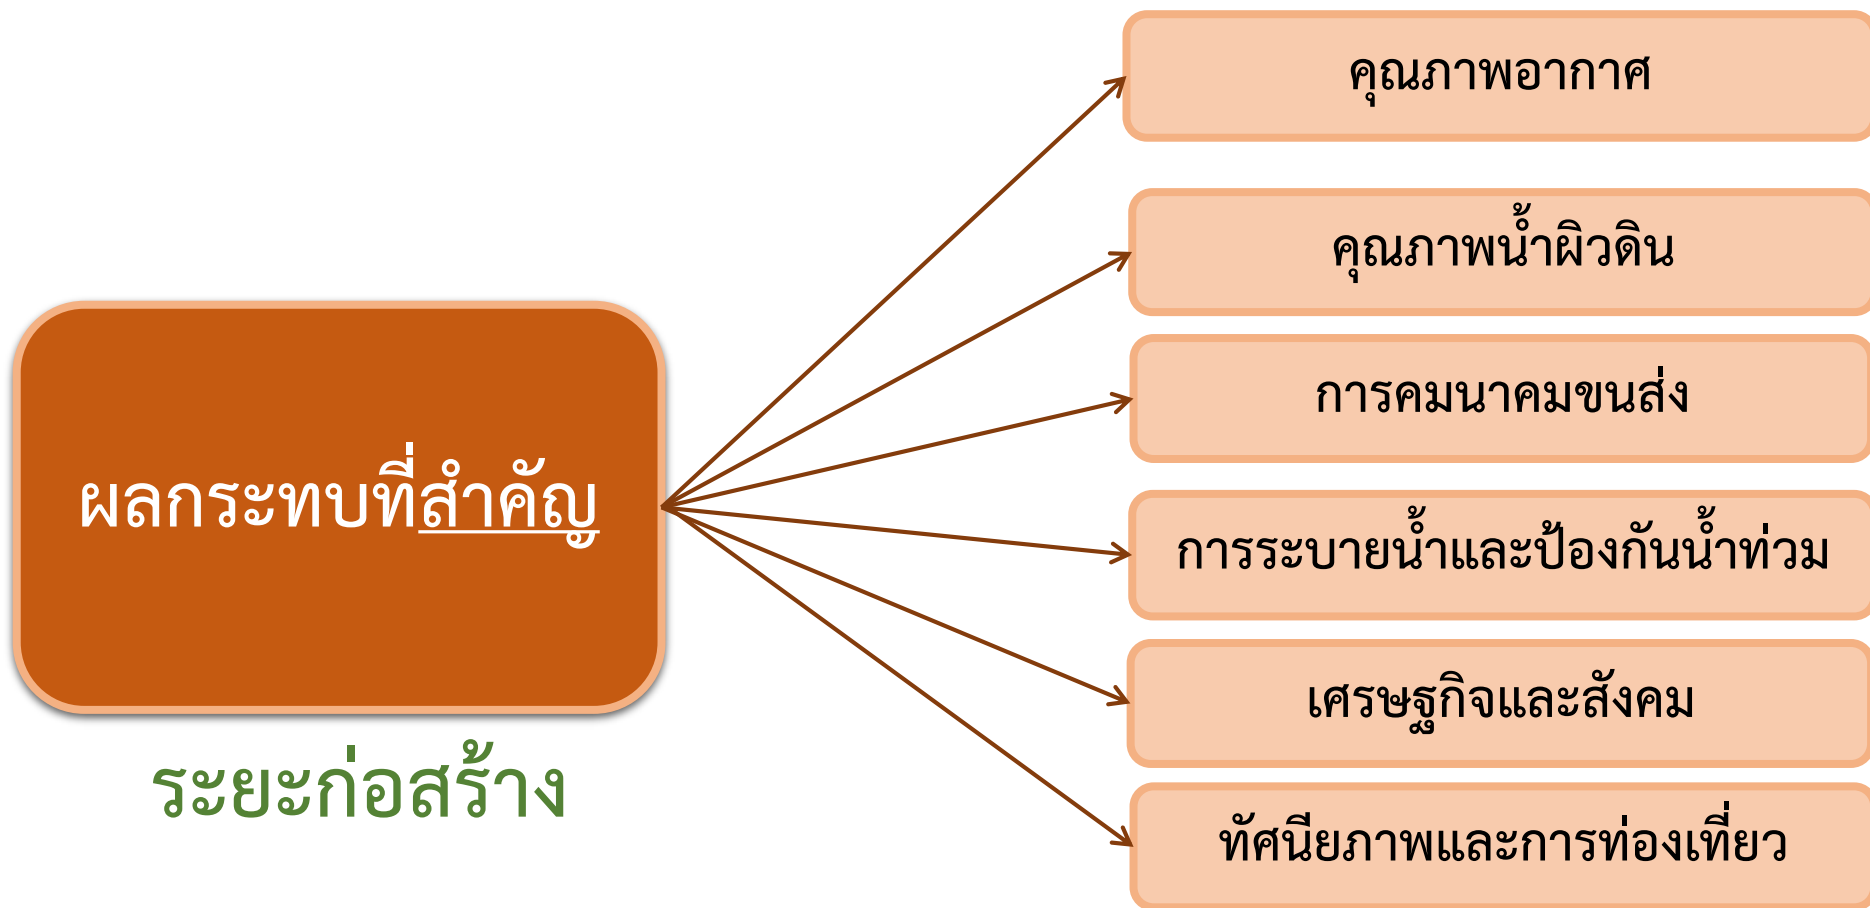 ผลกระทบที่สำคัญ
ระยะก่อสร้าง
คุณภาพอากาศ
คุณภาพน้ำผิวดิน
การคมนาคมขนส่ง
การระบายน้ำและป้องกันน้ำท่วม
เศรษฐกิจและสังคม
ทัศนียภาพและการท่องเที่ยว